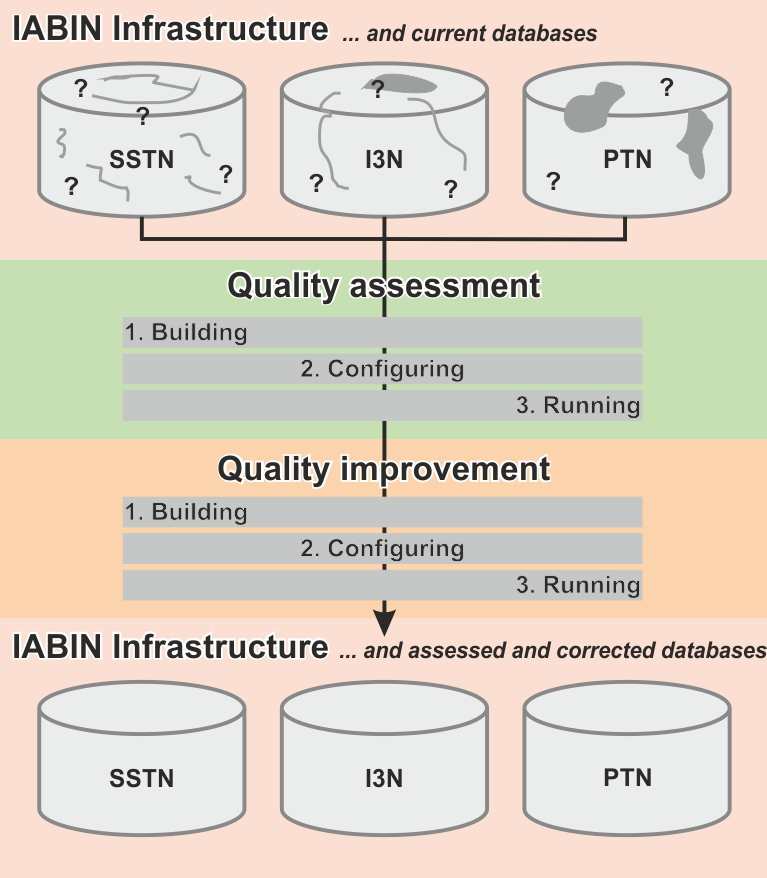 IABIN Infrastructure ... and current databases
? ? ?
?
SSTN I3N PTN
? ? ? ? ?
Quality assessment
1. Building
2. Configuring
3. Running
Quality improvement
1. Building
2. Configuring
3. Running
IABIN Infrastructure ... and assessed and corrected databases
SSTN I3N PTN